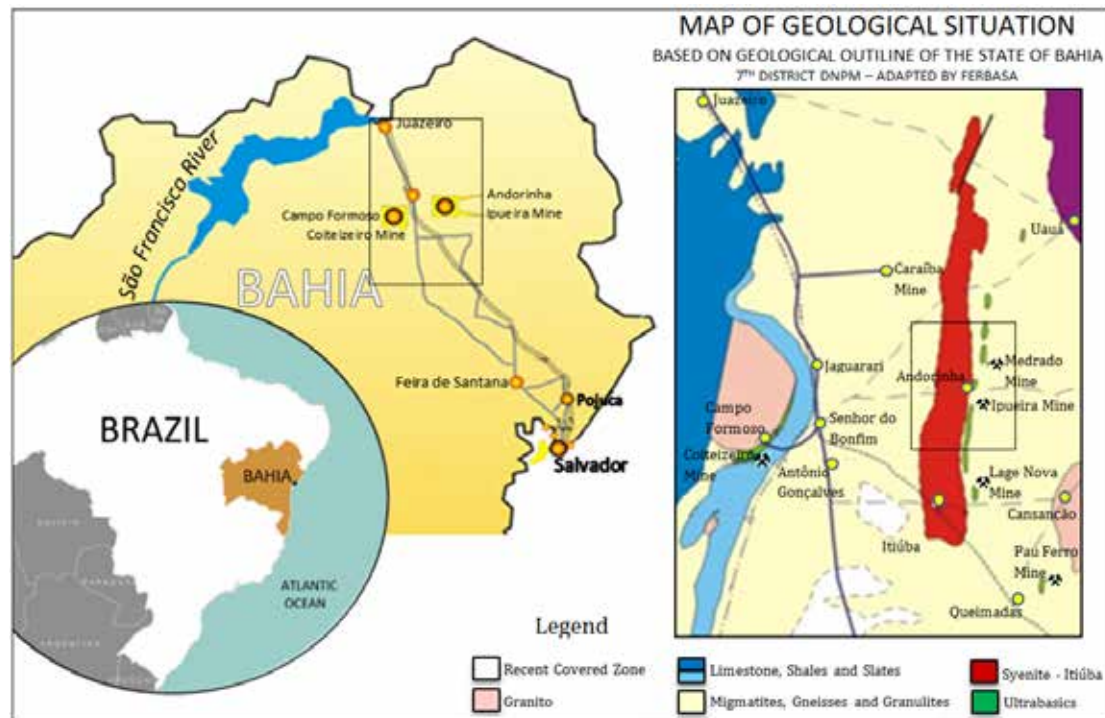 MAP OF GEOLOGICAL SITUATION
BASED ON GEOLOGICAL OUTILINE OF THE STATE OF BAHIA
7TH DISTRICT DNPM – ADAPTED BY FERBASA
São Francisco River
Juazeiro
Andorinha
Ipueira Mine
Campo Formoso
Coiteizeiro Mine
BAHIA
Feira de Santana
Pojuca
Salvador
BRAZIL
BAHIA
ATLANTIC
OCEAN
Juazeiro
Uauá
Caraíba
Mine
Jaguarari
Andorinha
Medrado
Mine
Ipueira Mine
Campo
Formoso
Senhor do
Bonfim
Coiteizeiro
Mine
Antônio
Gonçalves
Lage Nova
Mine
Cansanção
Itiúba
Pau Ferro
Mine
Queimadas
Legend
Recent Covered Zone
Granito
Limestone, Shales and Slates
Migmatites, Gneisses and Granulites
Syenite - Itiúba
Ultrabasics